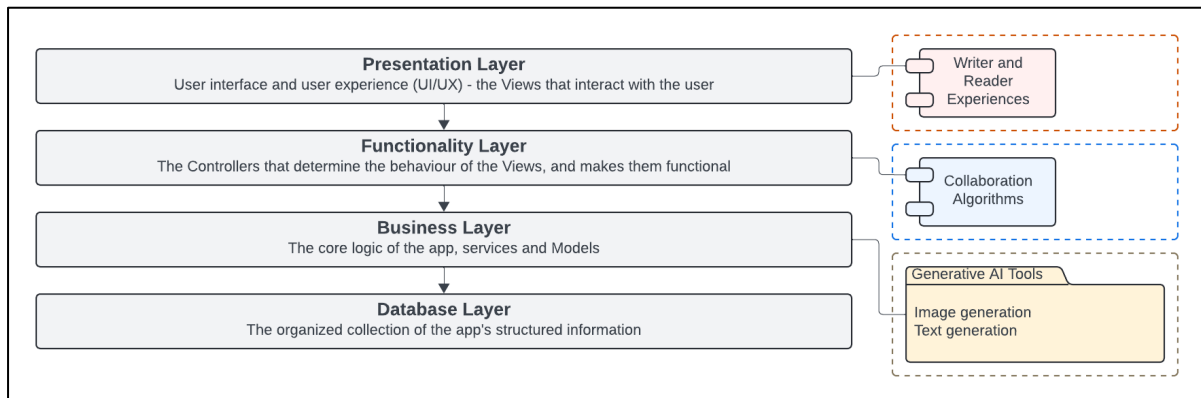 Presentation Layer
User interface and user experience (UI/UX) - the Views that interact with the user
Functionality Layer
The Controllers that determine the behaviour of the Views, and makes them functional
Business Layer
The core logic of the app, services and Models
Database Layer
The organized collection of the app's structured information
Writer and
Reader
Experiences
Collaboration
Algorithms
Generative AI Tools
Image generation
Text generation